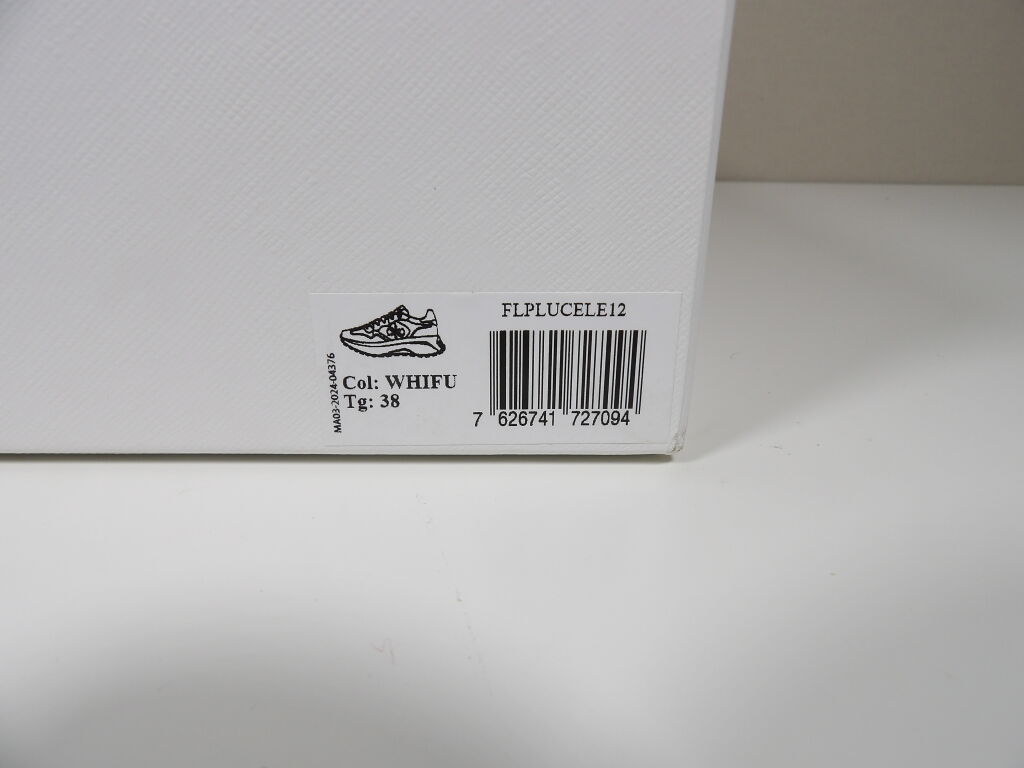 FLPLUCELE12
MA03-2024-04376
Col: WHIFU
Tg: 38
7 626741 727094